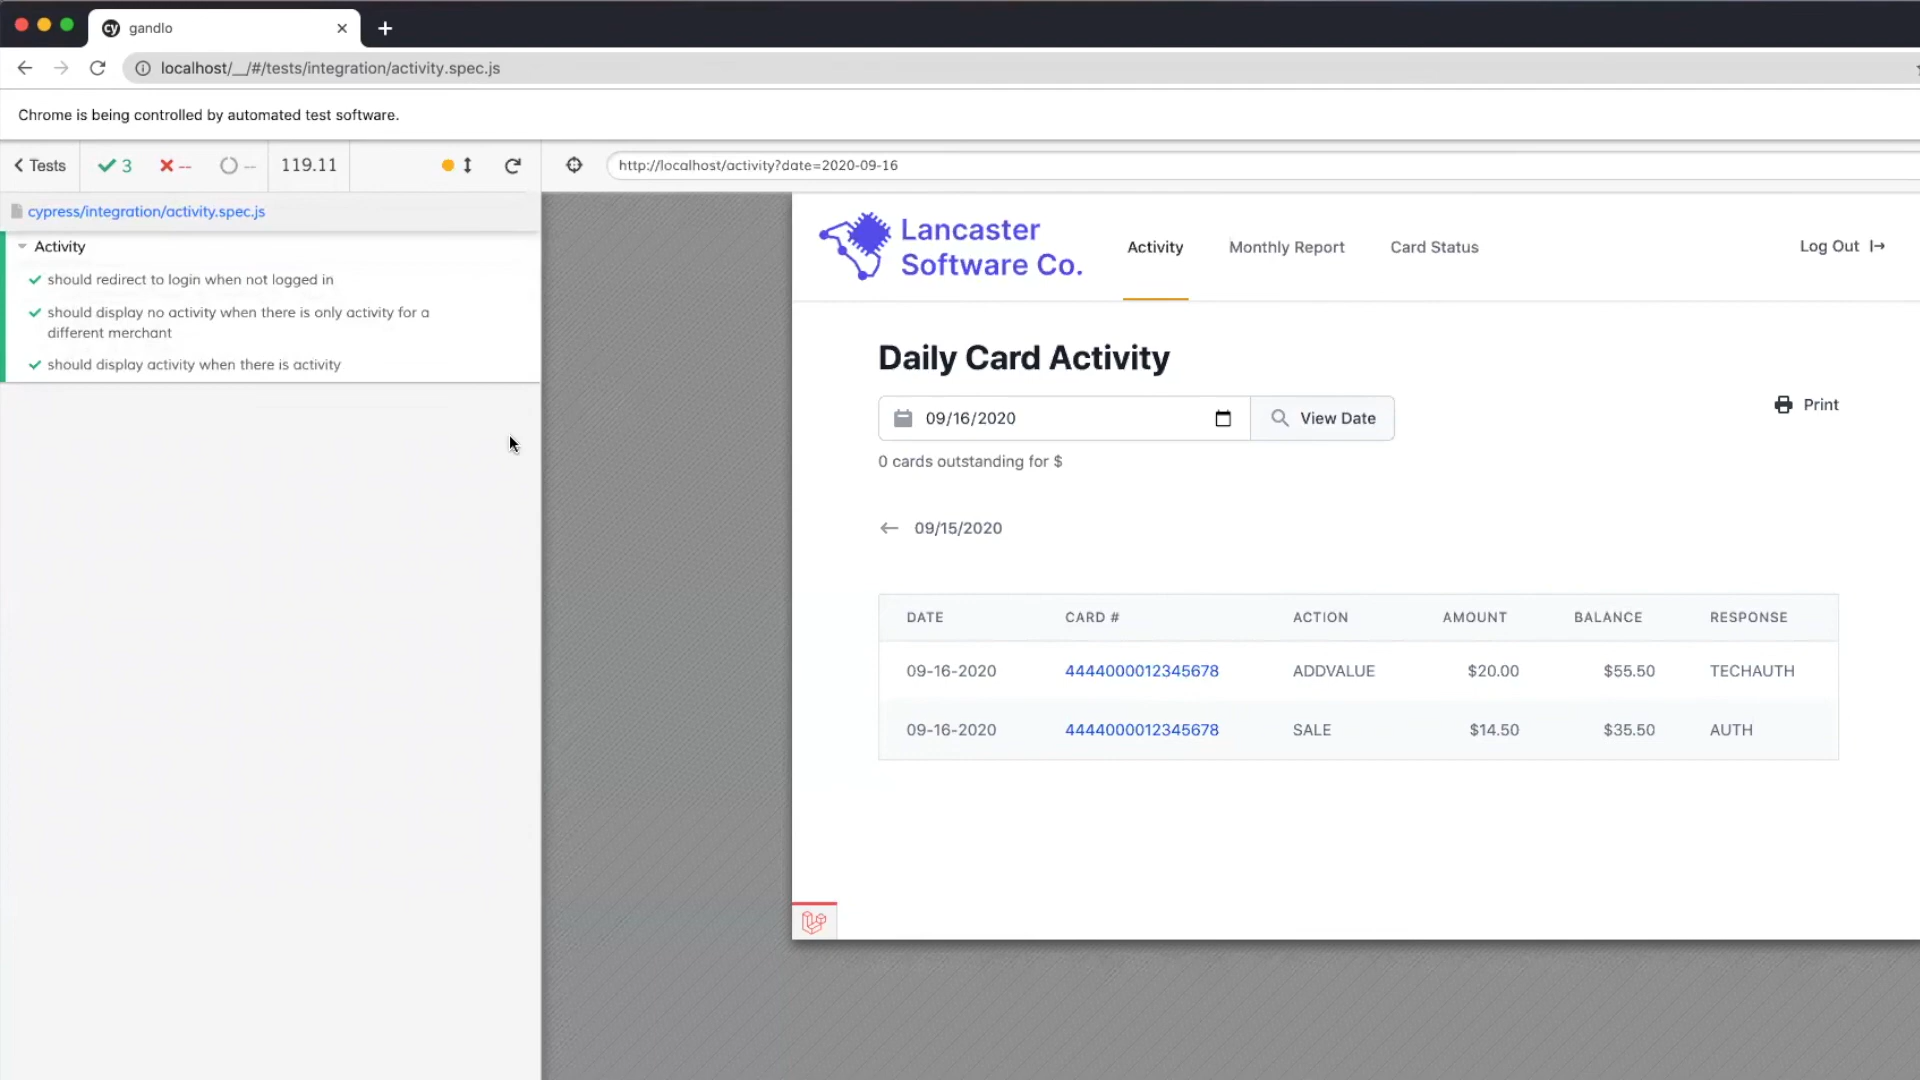 cy gandlo
localhost/__/#/tests/integration/activity.spec.js
Chrome is being controlled by automated test software.
Tests 3 -- -- 119.11 http://localhost/activity?date=2020-09-16
cypress/integration/activity.spec.js
Activity
should redirect to login when not logged in
should display no activity when there is only activity for a
different merchant
should display activity when there is activity
Lancaster
Software Co.
Activity Monthly Report Card Status Log Out
Daily Card Activity
09/16/2020 View Date Print
0 cards outstanding for $
09/15/2020
DATE CARD # ACTION AMOUNT BALANCE RESPONSE
09-16-2020 4444000012345678 ADDVALUE $20.00 $55.50 TECHAUTH
09-16-2020 4444000012345678 SALE $14.50 $35.50 AUTH